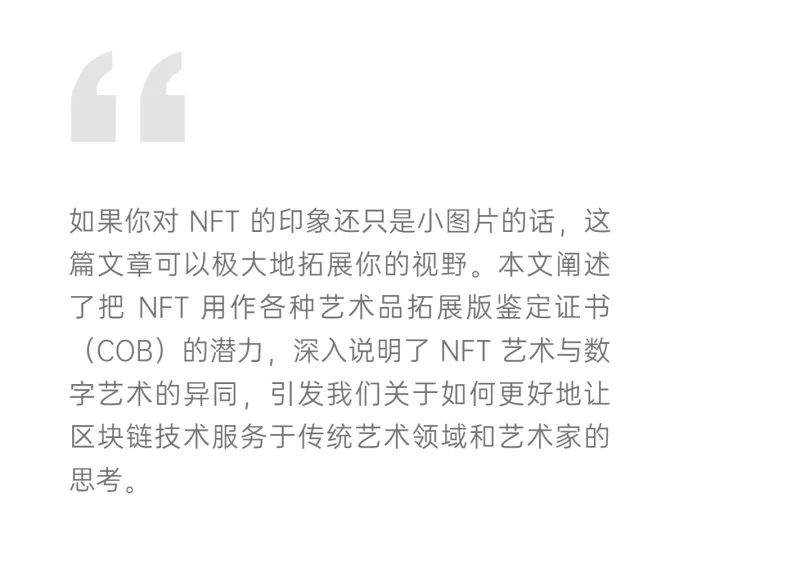 如果你对 NFT 的印象还只是小图片的话，这
篇文章可以极大地拓展你的视野。本文阐述
了把 NFT 用作各种艺术品拓展版鉴定证书
（COB）的潜力，深入说明了 NFT 艺术与数
字艺术的异同，引发我们关于如何更好地让
区块链技术服务于传统艺术领域和艺术家的
思考。